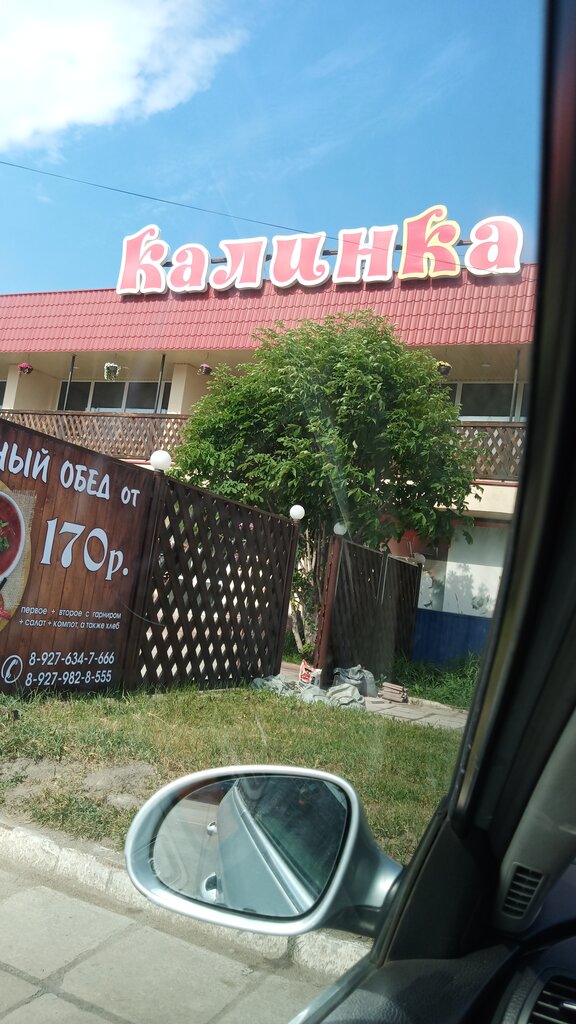 калинка
НЫЙ ОБЕД от
170р.
первое + второе с гарниром
+ салат + компот, а также хлеб
8-927-634-7-666
8-927-982-8-555